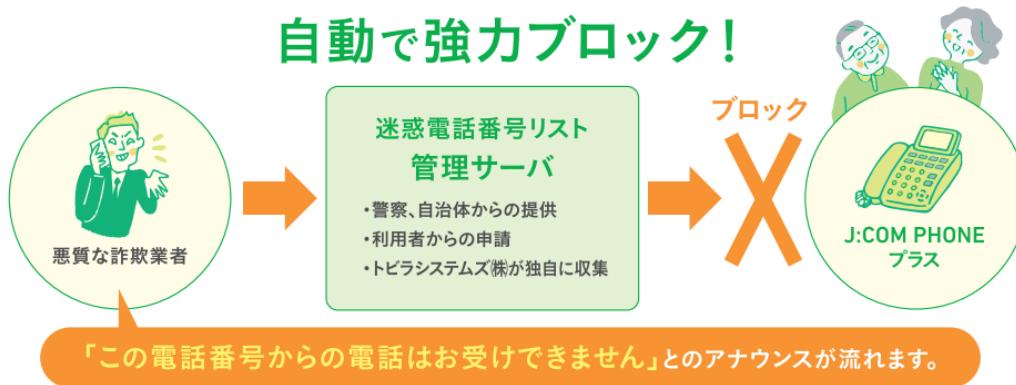 自動で強力ブロック！
迷惑電話番号リスト
管理サーバ
・警察、自治体からの提供
・利用者からの申請
・トビラシステムズ㈱が独自に収集
悪質な詐欺業者
ブロック
J:COM PHONE
プラス
「この電話番号からの電話はお受けできません」とのアナウンスが流れます。